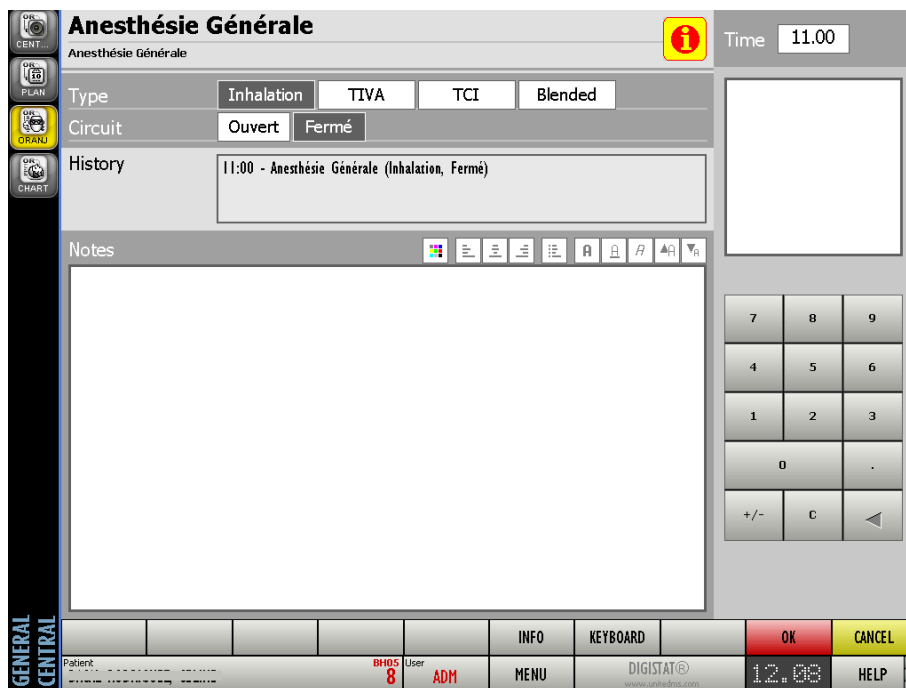 OR
CENT...
Anesthésie Générale
Anesthésie Générale
i
Time 11.00
OR
10
PLAN
Type Inhalation TIVA TCI Blended
OR
ORANJ
Circuit Ouvert Fermé
OR
CHART
History
11:00 - Anesthésie Générale (Inhalation, Fermé)
Notes
A A A A A
7 8 9
4 5 6
1 2 3
0 .
+/- C
GENERAL
CENTRAL
INFO KEYBOARD OK CANCEL
Patient
BH05
8
User
ADM
MENU
DIGISTAT®
www.unitedms.com
12.08
HELP